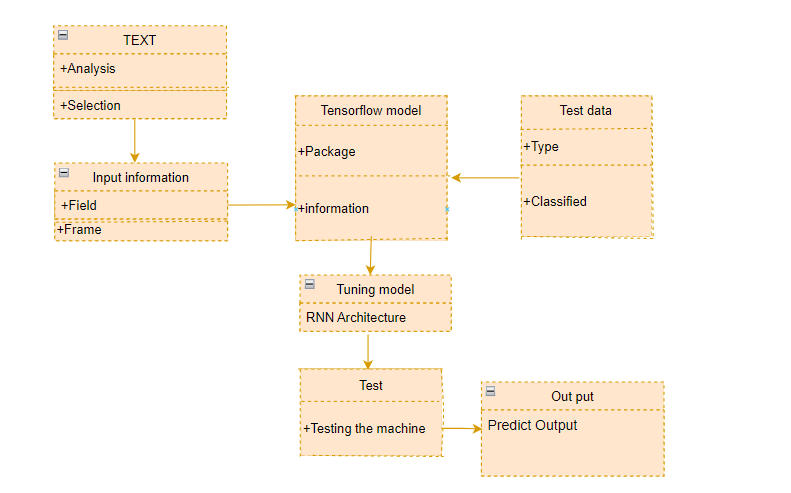 TEXT
+Analysis
+Selection
Input information
+Field
+Frame
Tensorflow model
+Package
+information
Test data
+Type
+Classified
Tuning model
RNN Architecture
Test
+Testing the machine
Out put
Predict Output